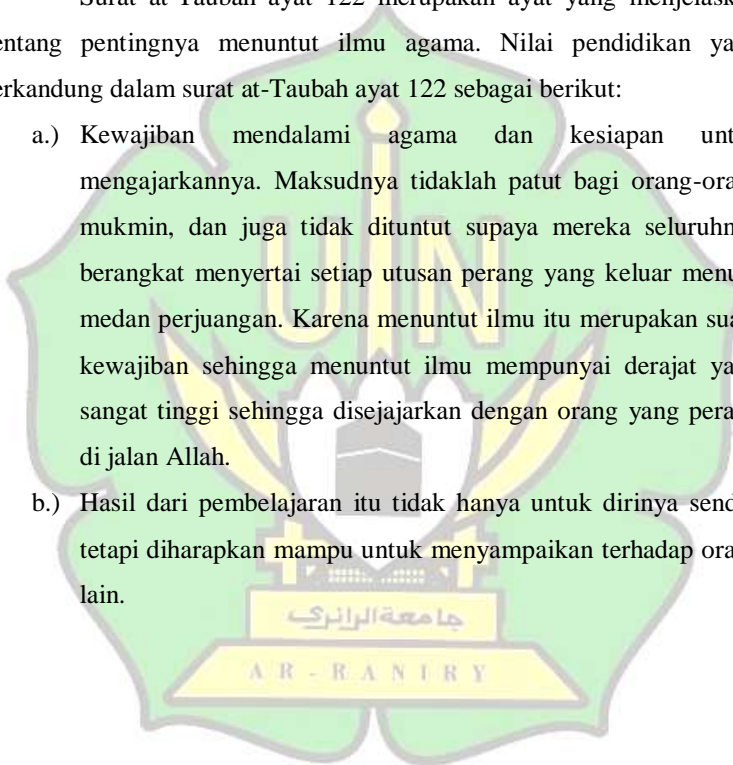 Surat at-Taubah ayat 122 merupakan ayat yang menjelask
entang pentingnya menuntut ilmu agama. Nilai pendidikan ya
erkandung dalam surat at-Taubah ayat 122 sebagai berikut:
a.) Kewajiban mendalami agama dan kesiapan unt
mengajarkannya. Maksudnya tidaklah patut bagi orang-ora
mukmin, dan juga tidak dituntut supaya mereka seluruhn
berangkat menyertai setiap utusan perang yang keluar menu
medan perjuangan. Karena menuntut ilmu itu merupakan sua
kewajiban sehingga menuntut ilmu mempunyai derajat ya
sangat tinggi sehingga disejajarkan dengan orang yang pera
di jalan Allah.
b.) Hasil dari pembelajaran itu tidak hanya untuk dirinya send
tetapi diharapkan mampu untuk menyampaikan terhadap ora
lain.
UIN
جامعة الرانري
AR-RANIRY